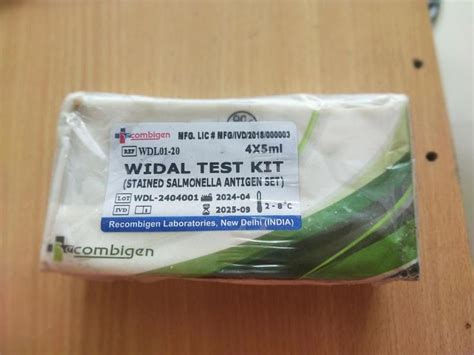 combigen
MFG. LIC # MFG/IVD/2018/000003
REF WDL01-20
4X5ml
WIDAL TEST KIT
(STAINED SALMONELLA ANTIGEN SET)
LOT WDL-2404001 2024-04
IVD i 2025-09 2 - 8°C
Recombigen Laboratories, New Delhi (INDIA)
combigen